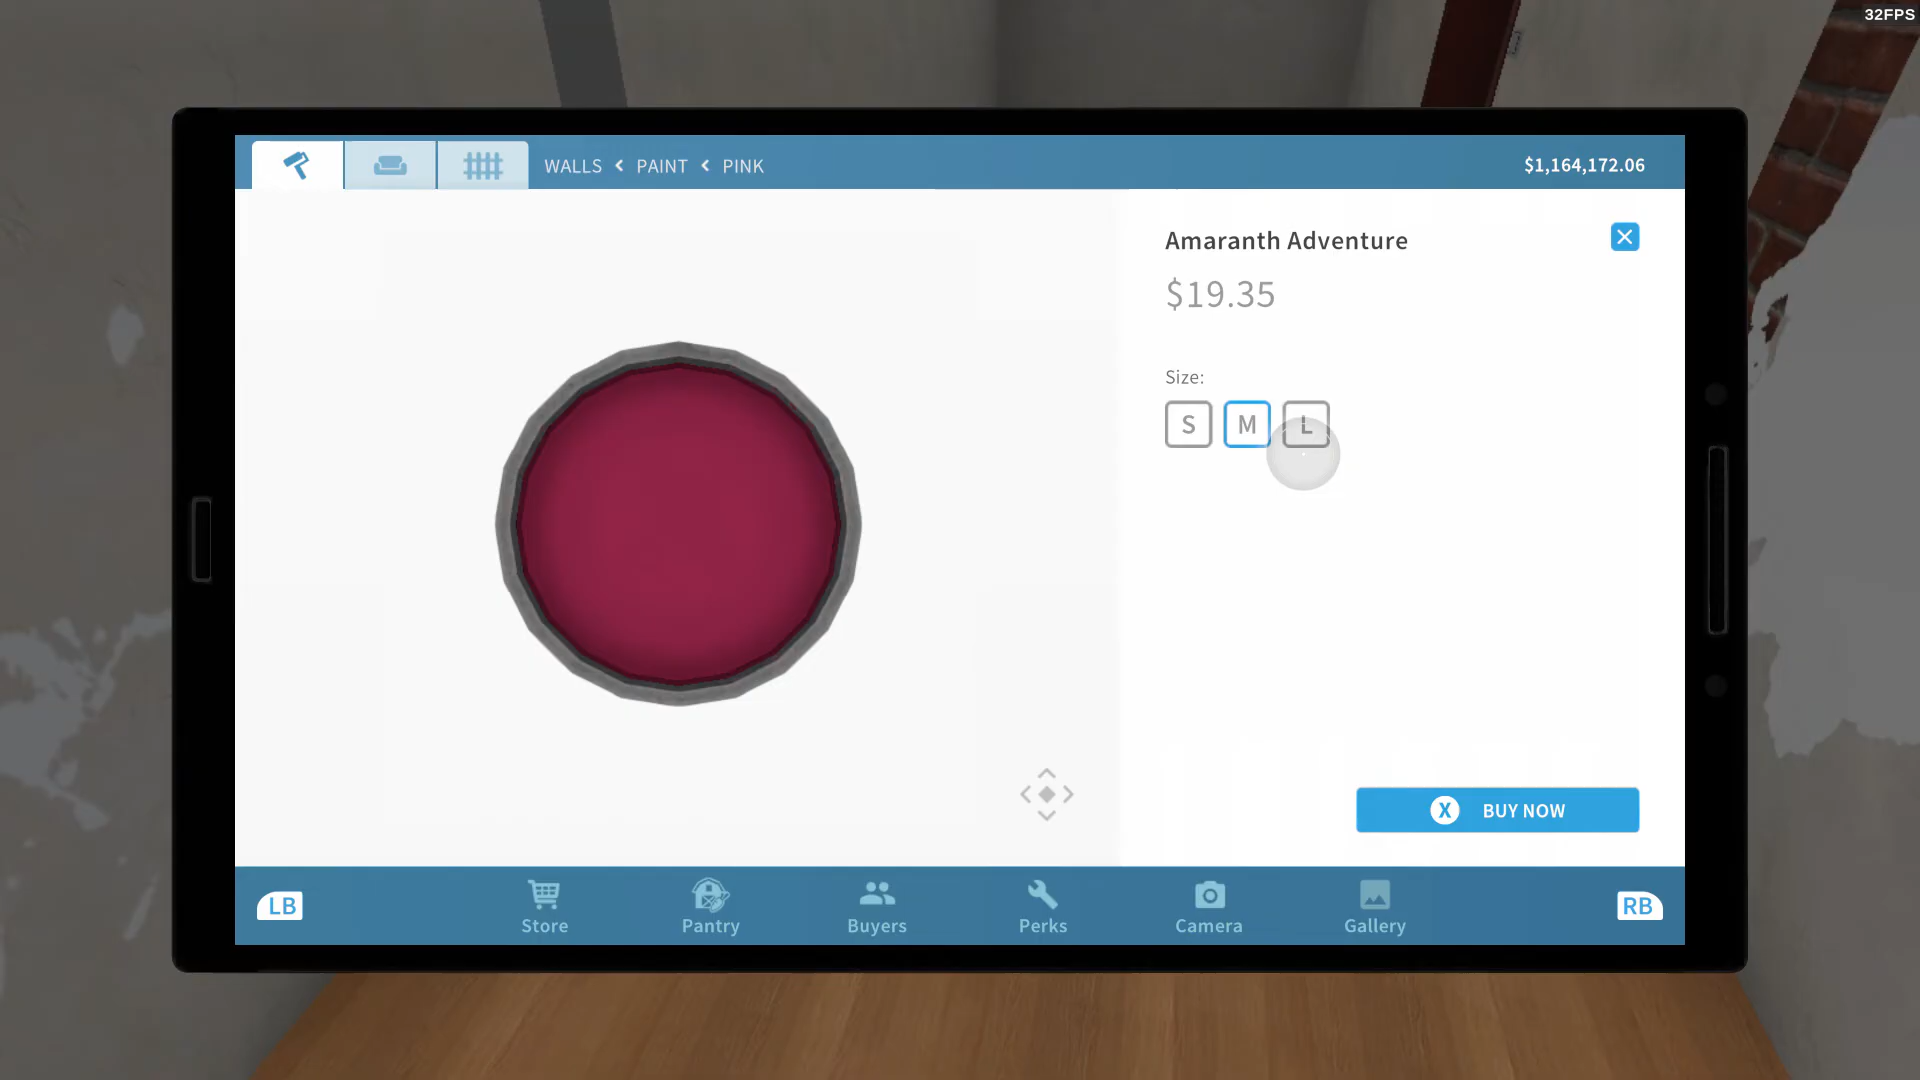 32FPS
WALLS < PAINT < PINK
$1,164,172.06
Amaranth Adventure
$19.35
Size:
S M L
X BUY NOW
LB
Store
Pantry
Buyers
Perks
Camera
Gallery
RB